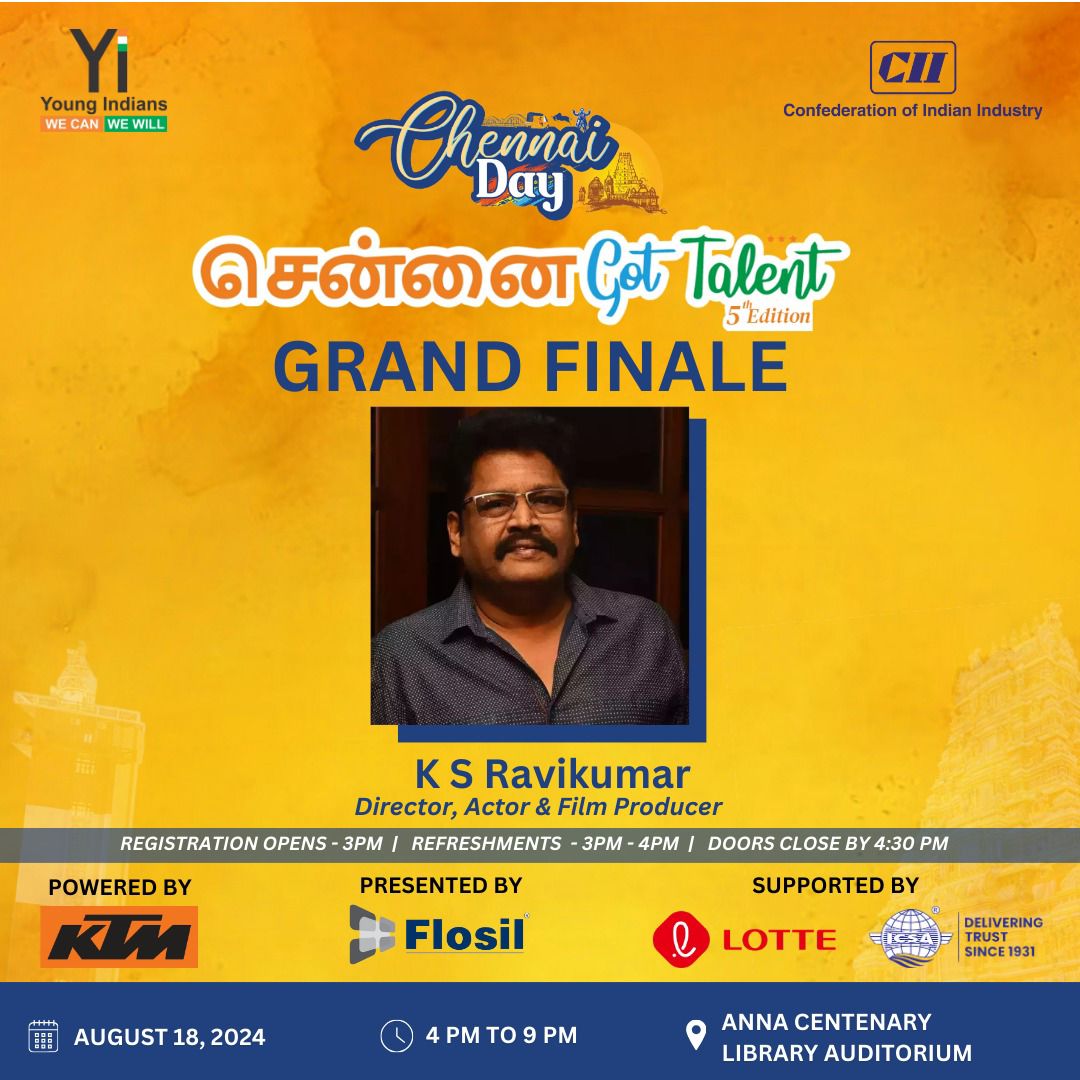 Yi
Young Indians
WE CAN WE WILL
CII
Confederation of Indian Industry
Chennai
Day
சென்னை Got Talent
5th Edition
GRAND FINALE
K S Ravikumar
Director, Actor & Film Producer
REGISTRATION OPENS - 3PM | REFRESHMENTS - 3PM - 4PM | DOORS CLOSE BY 4:30 PM
POWERED BY
KTM
PRESENTED BY
Flosil
SUPPORTED BY
LOTTE
ICSA
DELIVERING
TRUST
SINCE 1931
AUGUST 18, 2024
4 PM TO 9 PM
ANNA CENTENARY
LIBRARY AUDITORIUM